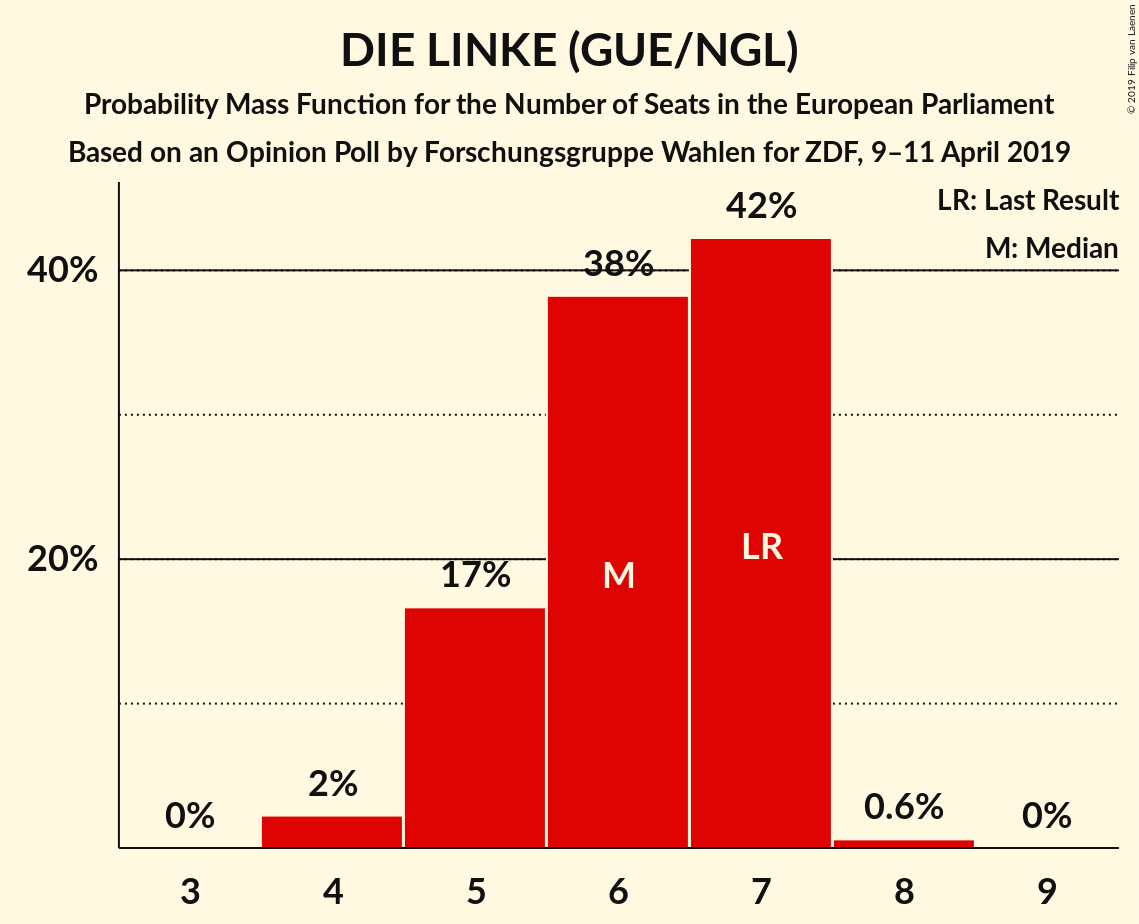 DIE LINKE (GUE/NGL)
Probability Mass Function for the Number of Seats in the European Parliament
Based on an Opinion Poll by Forschungsgruppe Wahlen for ZDF, 9–11 April 2019
© 2019 Filip van Laenen
LR: Last Result
M: Median
40%
20%
0%
2%
17%
38%
42%
0.6%
0%
M
LR
3
4
5
6
7
8
9